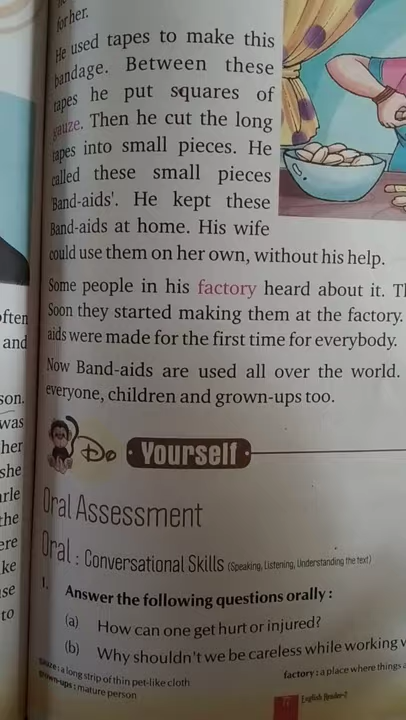 for her.
He used tapes to make this
bandage. Between these
tapes he put squares of
gauze. Then he cut the long
tapes into small pieces. He
called these small pieces
'Band-aids'. He kept these
Band-aids at home. His wife
could use them on her own, without his help.
Some people in his factory heard about it.
Soon they started making them at the factory.
aids were made for the first time for everybody.
Now Band-aids are used all over the world.
everyone, children and grown-ups too.
Do Yourself
Oral Assessment
Oral : Conversational Skills (Speaking, Listening, Understanding the text)
1. Answer the following questions orally :
(a) How can one get hurt or injured?
(b) Why shouldn't we be careless while working
gauze : a long strip of thin pet-like cloth
factory : a place where things
grown-ups : mature person
English Reader-2
often
and
son.
was
her
she
the
ere
ke
se
to